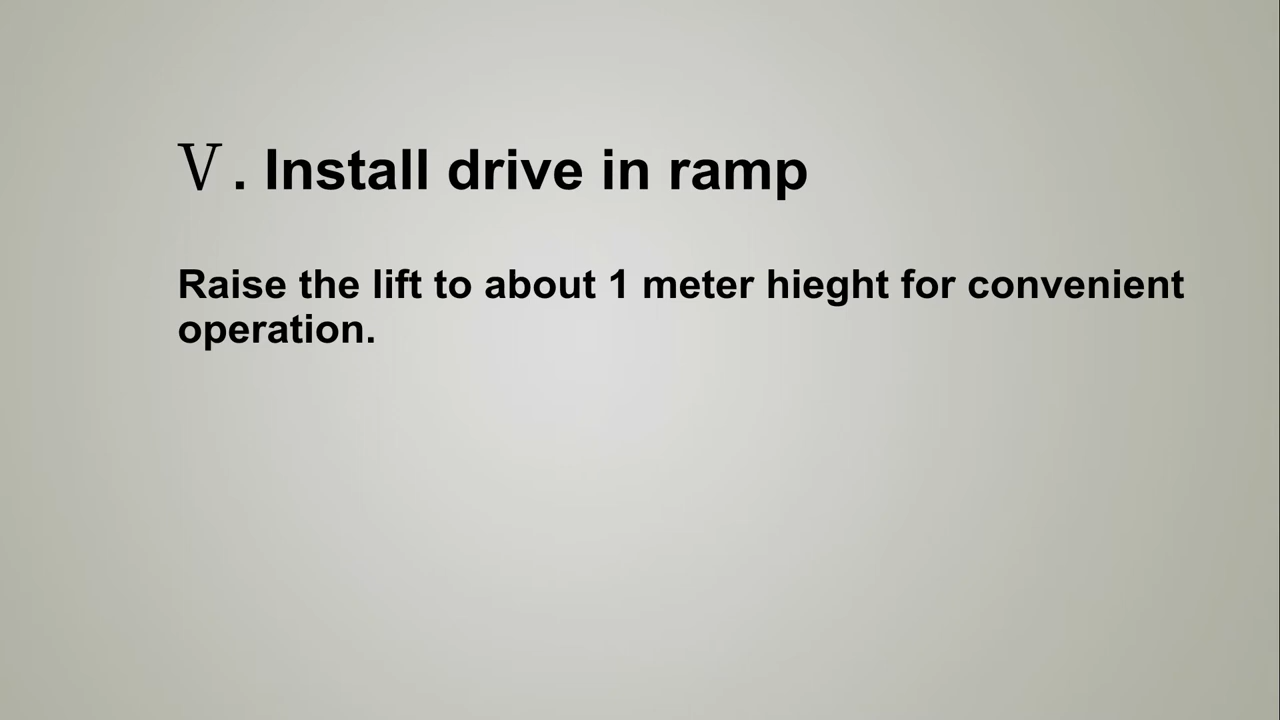 Ⅴ. Install drive in ramp
Raise the lift to about 1 meter hieght for convenient
operation.